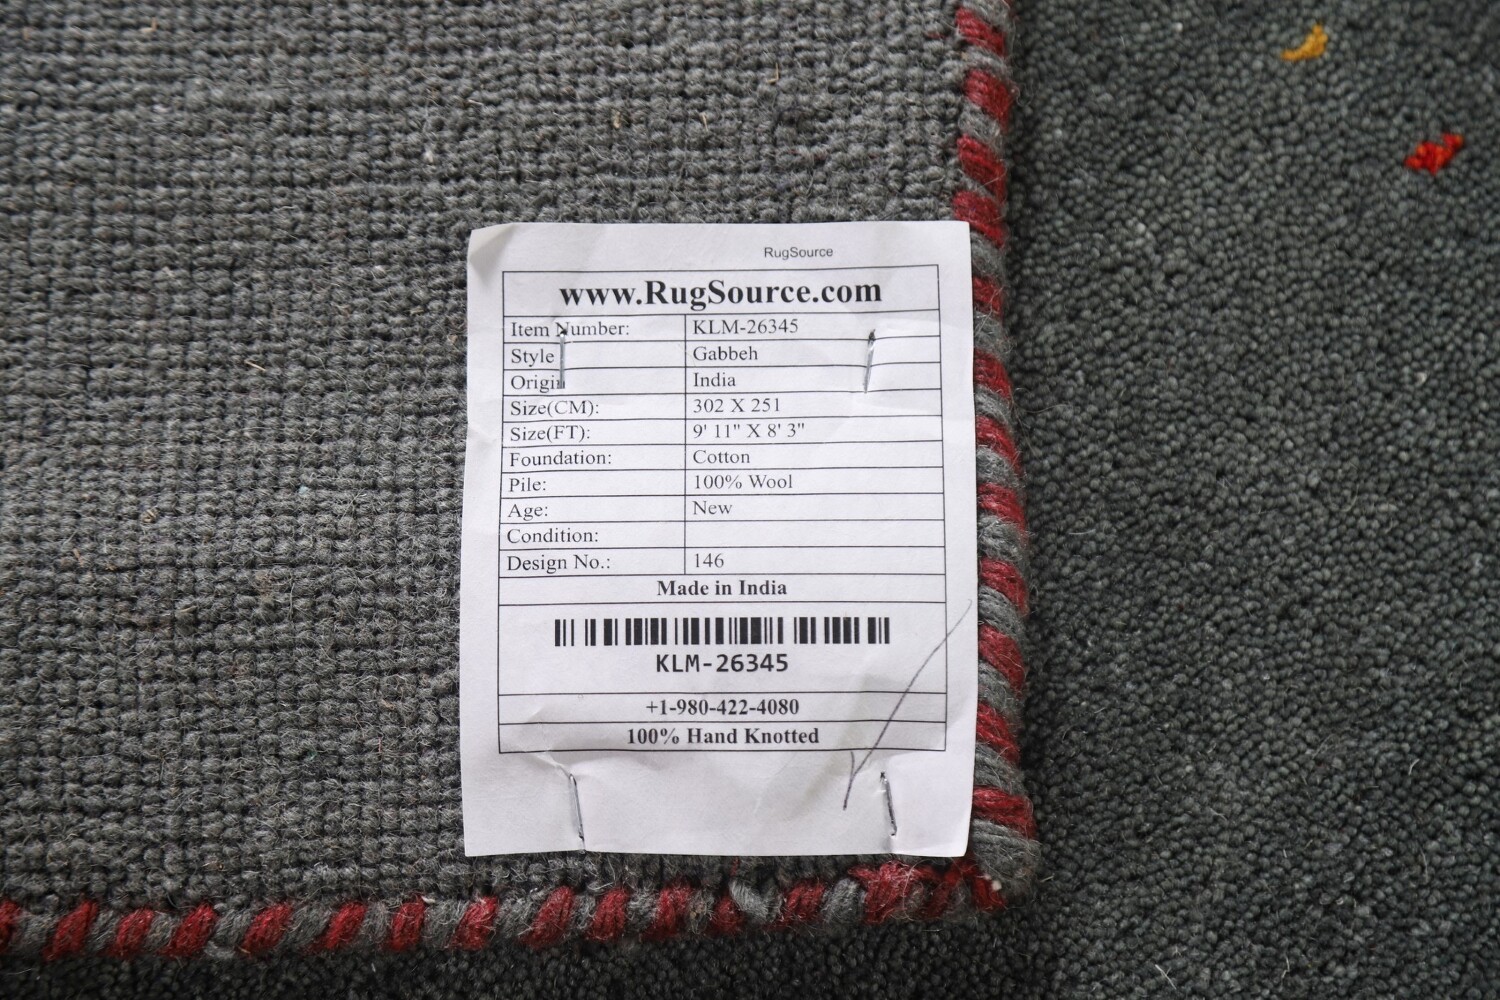 RugSource
www.RugSource.com
Item Number: KLM-26345
Style Gabbeh
Origin India
Size(CM): 302 X 251
Size(FT): 9' 11" X 8' 3"
Foundation: Cotton
Pile: 100% Wool
Age: New
Condition:
Design No.: 146
Made in India
KLM-26345
+1-980-422-4080
100% Hand Knotted